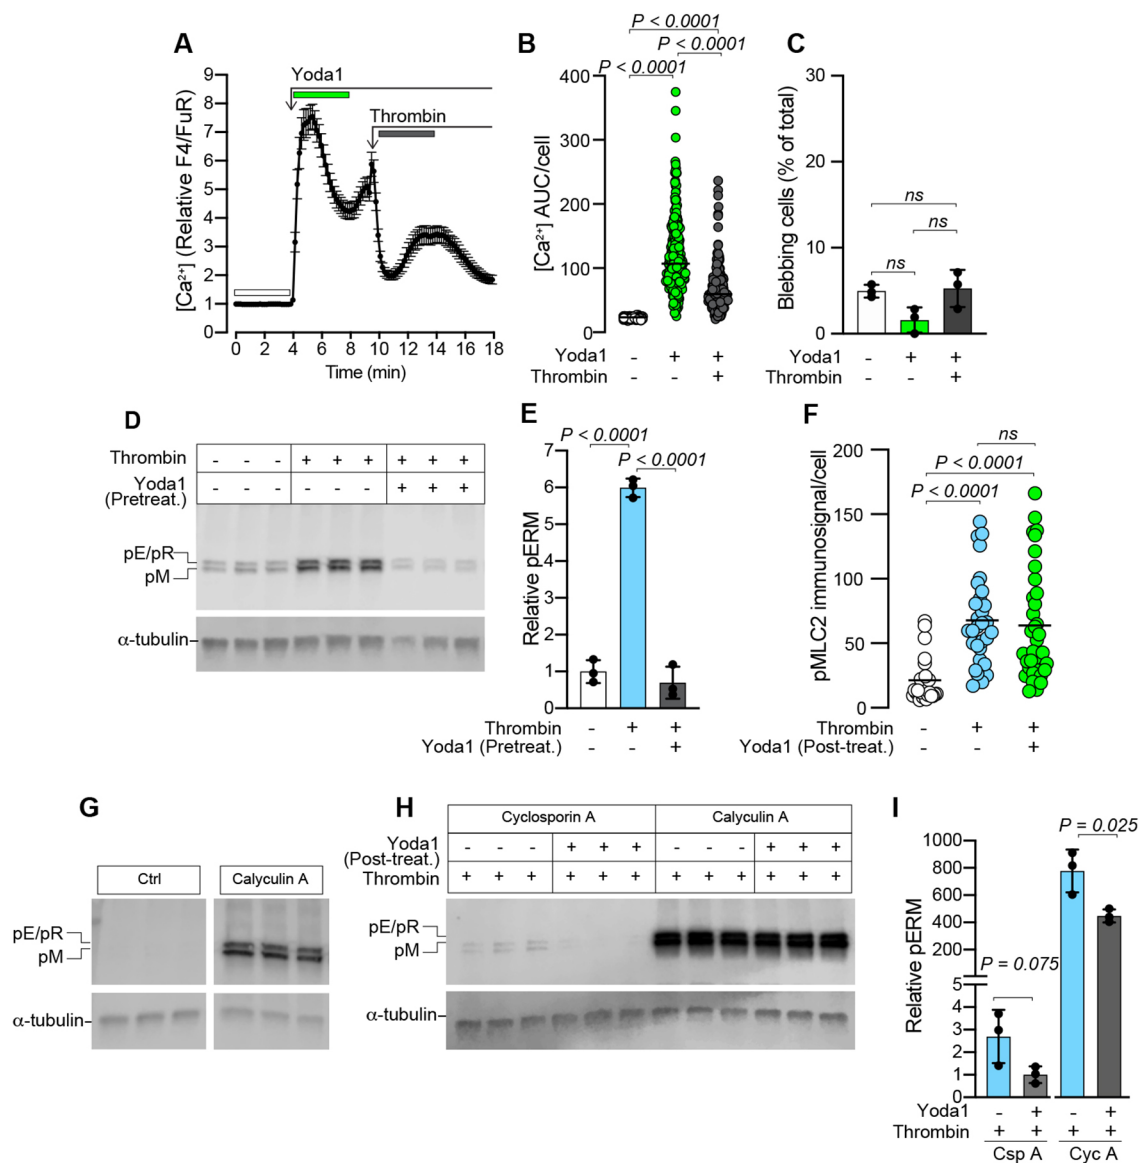 A
Yoda1
Thrombin
[Ca²⁺] (Relative F4/FuR)
9
8
7
6
5
4
3
2
1
0
0 2 4 6 8 10 12 14 16 18
Time (min)
B
P < 0.0001
P < 0.0001
P < 0.0001
[Ca²⁺] AUC/cell
400
300
200
100
0
Yoda1 - + +
Thrombin - - +
C
Blebbing cells (% of total)
30
20
10
0
ns
ns
ns
Yoda1 - + +
Thrombin - - +
D
Thrombin - - - + + + + + +
Yoda1 - - - - - - + + +
(Pretreat.)
pE/pR
pM
α-tubulin
E
P < 0.0001
P < 0.0001
Relative pERM
7
6
5
4
3
2
1
0
Thrombin - + +
Yoda1 (Pretreat.) - - +
F
ns
P < 0.0001
P < 0.0001
pMLC2 immunosignal/cell
200
150
100
50
0
Thrombin - + +
Yoda1 (Post-treat.) - - +
G
Ctrl Calyculin A
pE/pR
pM
α-tubulin
H
Cyclosporin A Calyculin A
Yoda1 - - - + + + - - - + + +
(Post-treat.)
Thrombin + + + + + + + + + + + +
pE/pR
pM
α-tubulin
I
P = 0.025
P = 0.075
Relative pERM
1000
800
600
400
200
5
4
3
2
1
0
Yoda1 - + - +
Thrombin + + + +
Csp A Cyc A